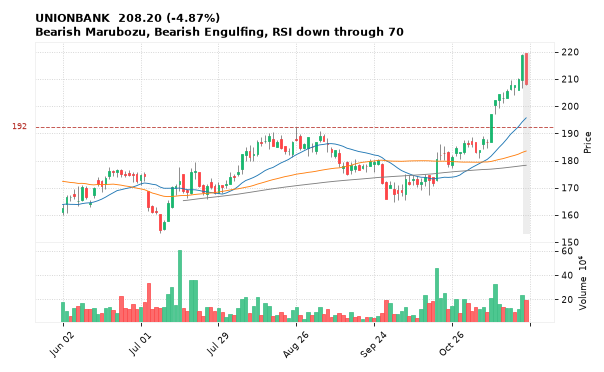 UNIONBANK 208.20 (-4.87%)
Bearish Marubozu, Bearish Engulfing, RSI down through 70
220
210
200
192
190
180
170
160
150
Price
60
40
20
Volume 10^6
Jun 02
Jul 01
Jul 29
Aug 26
Sep 24
Oct 26